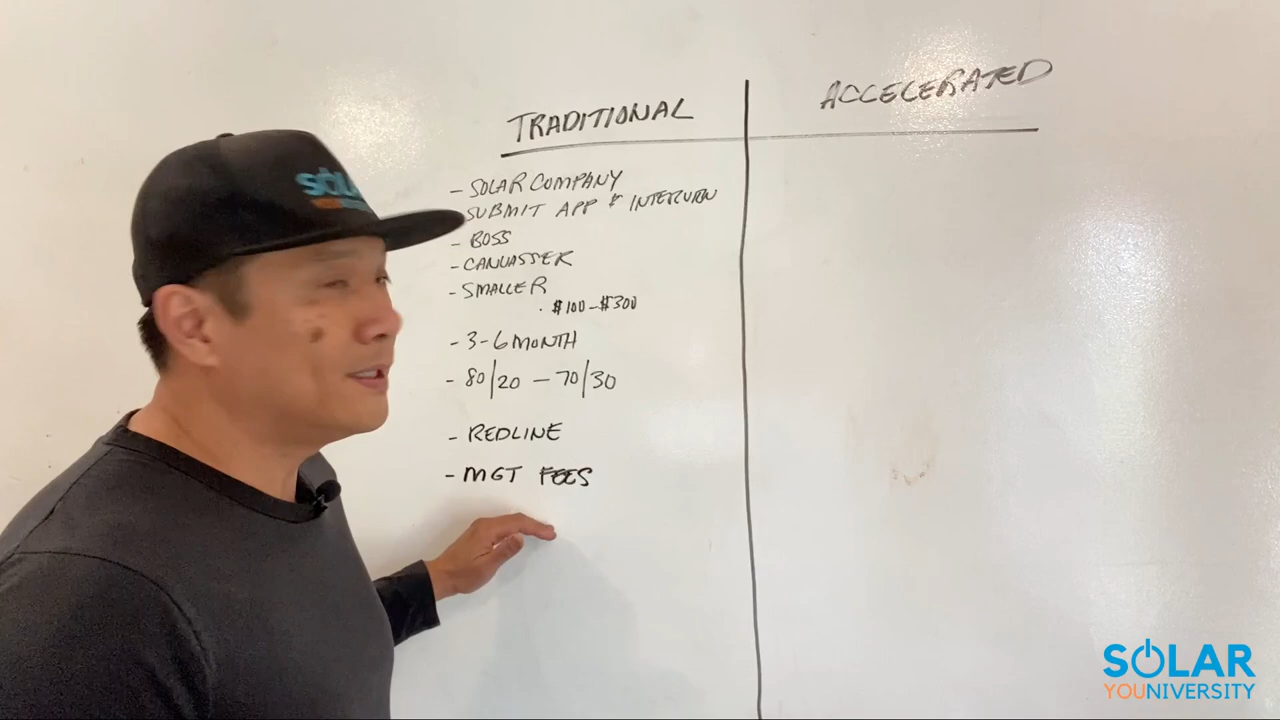 TRADITIONAL
ACCELERATED
- SOLAR COMPANY
SUBMIT APP & INTERVIEW
- BOSS
- CANVASSER
- SMALLER
· $100-$300
- 3-6 MONTH
- 80/20 - 70/30
- REDLINE
- MGT FEES
SOLAR
YOUNIVERSITY